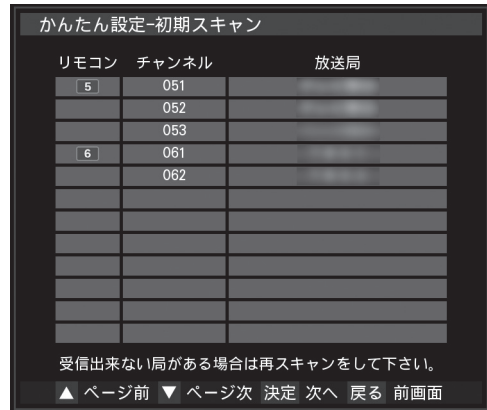 かんたん設定-初期スキャン
リモコン チャンネル 放送局
5 051
052
053
6 061
062
受信出来ない局がある場合は再スキャンをして下さい。
▲ ページ前 ▼ ページ次 決定 次へ 戻る 前画面